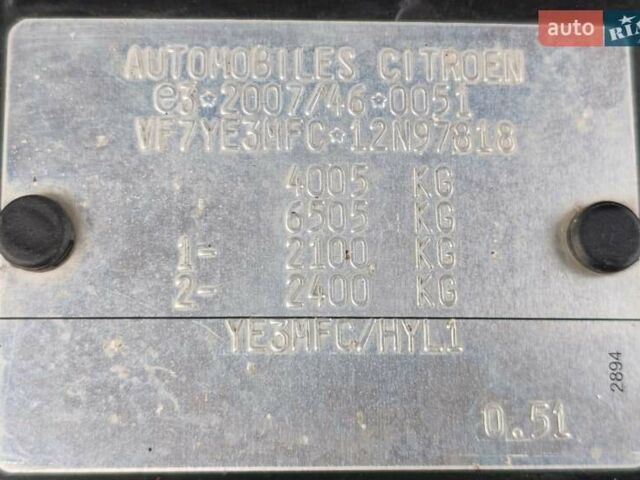 auto RIA
AUTOMOBILES CITROEN
e3*2007/46*0051
VF7YE3MFC*12N97818
4005 KG
6505 KG
1- 2100 KG
2- 2400 KG
YE3MFC/HYL1
2894
0.51